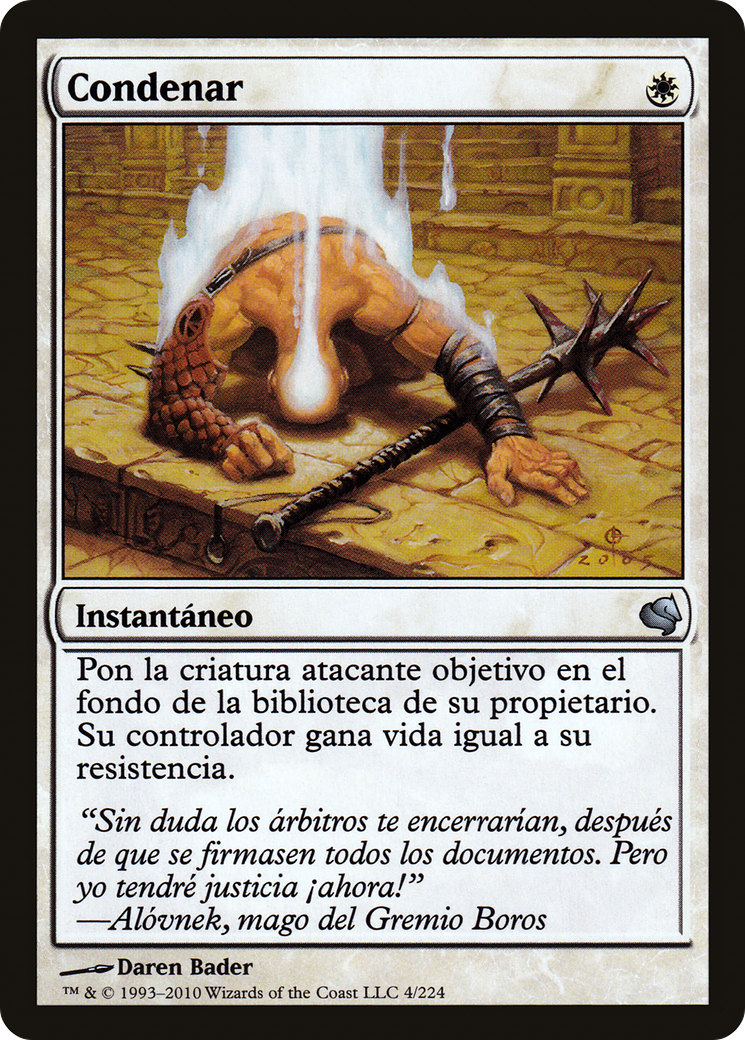 Condenar
2005
Instantáneo
Pon la criatura atacante objetivo en el
fondo de la biblioteca de su propietario.
Su controlador gana vida igual a su
resistencia.
“Sin duda los árbitros te encerrarían, después
de que se firmasen todos los documentos. Pero
yo tendré justicia ¡ahora!”
—Alóvnek, mago del Gremio Boros
Daren Bader
™ & © 1993–2010 Wizards of the Coast LLC 4/224